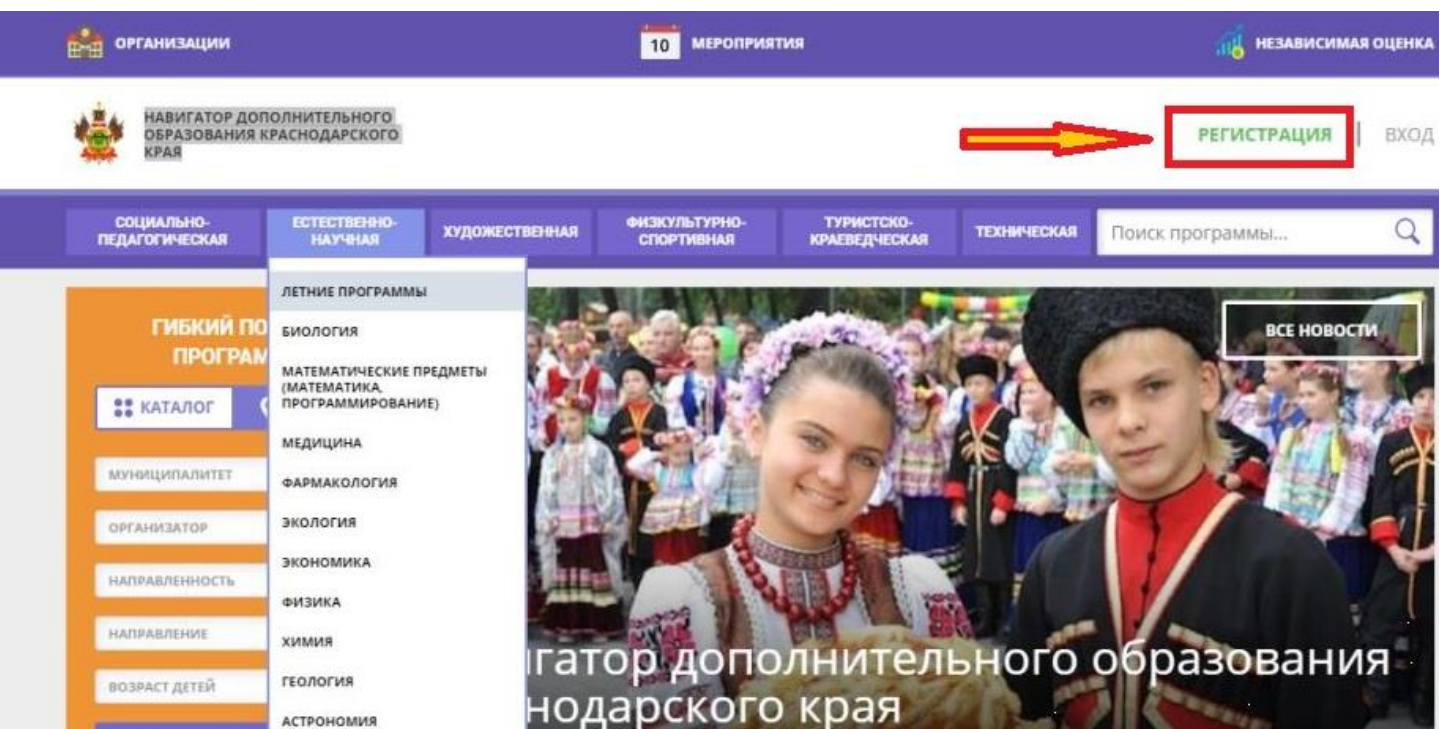 ОРГАНИЗАЦИИ
10 МЕРОПРИЯТИЯ
НЕЗАВИСИМАЯ ОЦЕНКА
НАВИГАТОР ДОПОЛНИТЕЛЬНОГО
ОБРАЗОВАНИЯ КРАСНОДАРСКОГО
КРАЯ
РЕГИСТРАЦИЯ | ВХОД
СОЦИАЛЬНО-
ПЕДАГОГИЧЕСКАЯ
ЕСТЕСТВЕННО-
НАУЧНАЯ
ХУДОЖЕСТВЕННАЯ
ФИЗКУЛЬТУРНО-
СПОРТИВНАЯ
ТУРИСТСКО-
КРАЕВЕДЧЕСКАЯ
ТЕХНИЧЕСКАЯ
Поиск программы...
ГИБКИЙ ПО
ПРОГРАМ
КАТАЛОГ
МУНИЦИПАЛИТЕТ
ОРГАНИЗАТОР
НАПРАВЛЕННОСТЬ
НАПРАВЛЕНИЕ
ВОЗРАСТ ДЕТЕЙ
ЛЕТНИЕ ПРОГРАММЫ
БИОЛОГИЯ
МАТЕМАТИЧЕСКИЕ ПРЕДМЕТЫ
(МАТЕМАТИКА,
ПРОГРАММИРОВАНИЕ)
МЕДИЦИНА
ФАРМАКОЛОГИЯ
ЭКОЛОГИЯ
ЭКОНОМИКА
ФИЗИКА
ХИМИЯ
ГЕОЛОГИЯ
АСТРОНОМИЯ
ВСЕ НОВОСТИ
игатор дополнительного образования
нодарского края